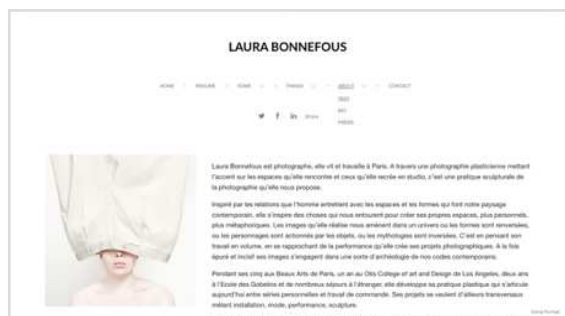 LAURA BONNEFOUS
HOME RESUME HOME THINGS ABOUT CONTACT
Share
Laura Bonnefous est photographe, elle vit et travaille à Paris. A travers une photographie plasticienne mettant
l'accent sur les espaces qu'elle rencontre et ceux qu'elle recrée en studio, c'est une pratique sculpturale de
la photographie qu'elle nous propose.
Inspiré par les relations que l'homme entretient avec les espaces et les formes qui font notre paysage
contemporain, elle s'inspire des choses qui nous entourent pour créer ses propres espaces, plus personnels,
plus métaphoriques. Les images qu'elle réalise nous amènent dans un univers ou les formes sont renversées,
ou les personnages sont actionnés par les objets, ou les mythologies sont inversées. C'est en pensant son
travail en volume, en se rapprochant de la performance qu'elle crée ses projets photographiques. A la fois
épuré et incisif ses images s'engagent dans une sorte d'archéologie de nos codes contemporains.
Pendant ses cinq aux Beaux Arts de Paris, un an au Otis College of art and Design de Los Angeles, deux ans
à l'Ecole des Gobelins et de nombreux séjours à l'étranger, elle développe sa pratique plastique qui s'articule
aujourd'hui entre séries personnelles et travail de commande. Ses projets se veulent d'ailleurs transversaux
mêlant installation, mode, performance, sculpture.